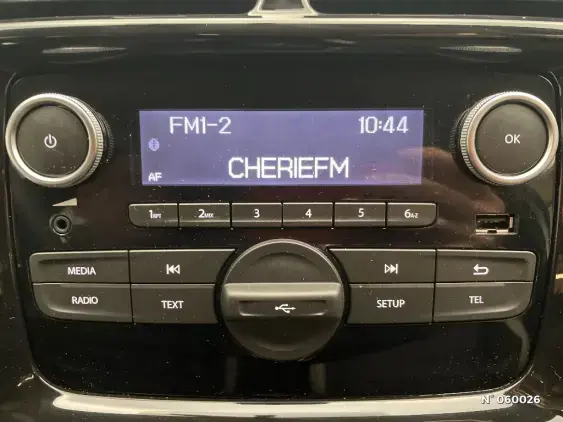 FM1-2 10:44
CHERIEFM
AF
OK
1RPT 2MIX 3 4 5 6A-Z
MEDIA
RADIO TEXT SETUP TEL
N°060026